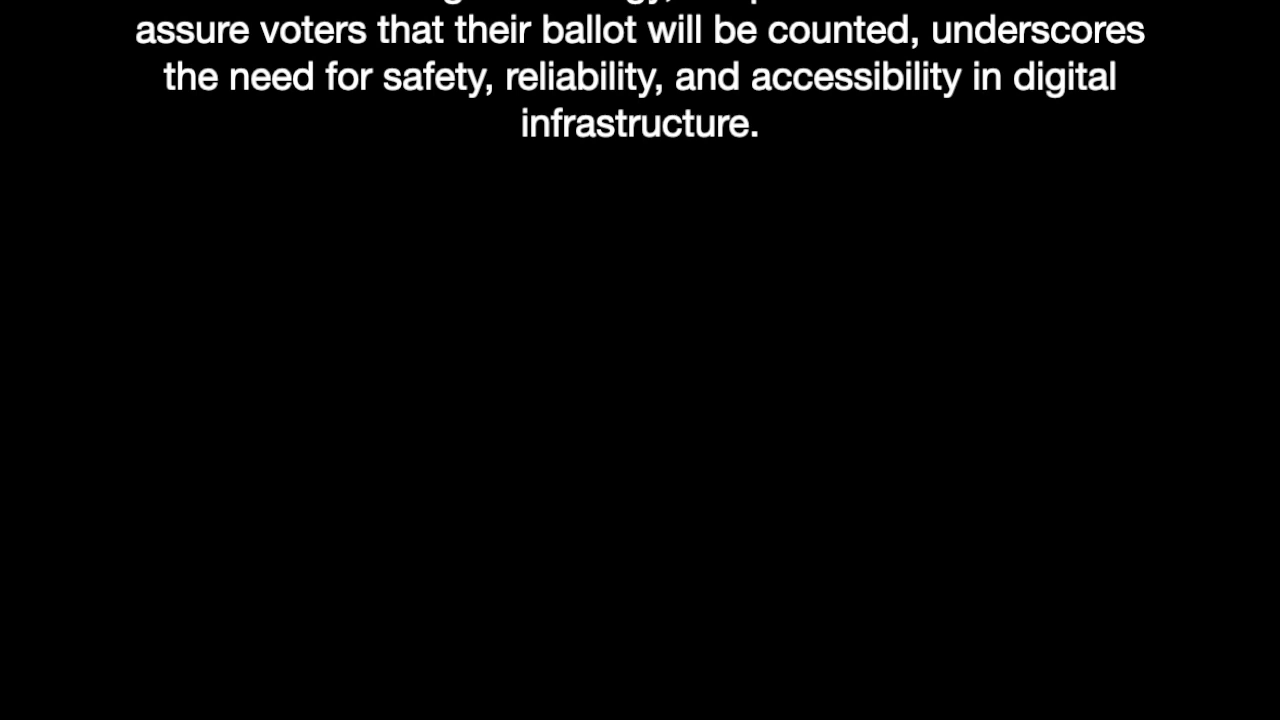 assure voters that their ballot will be counted, underscores
the need for safety, reliability, and accessibility in digital
infrastructure.